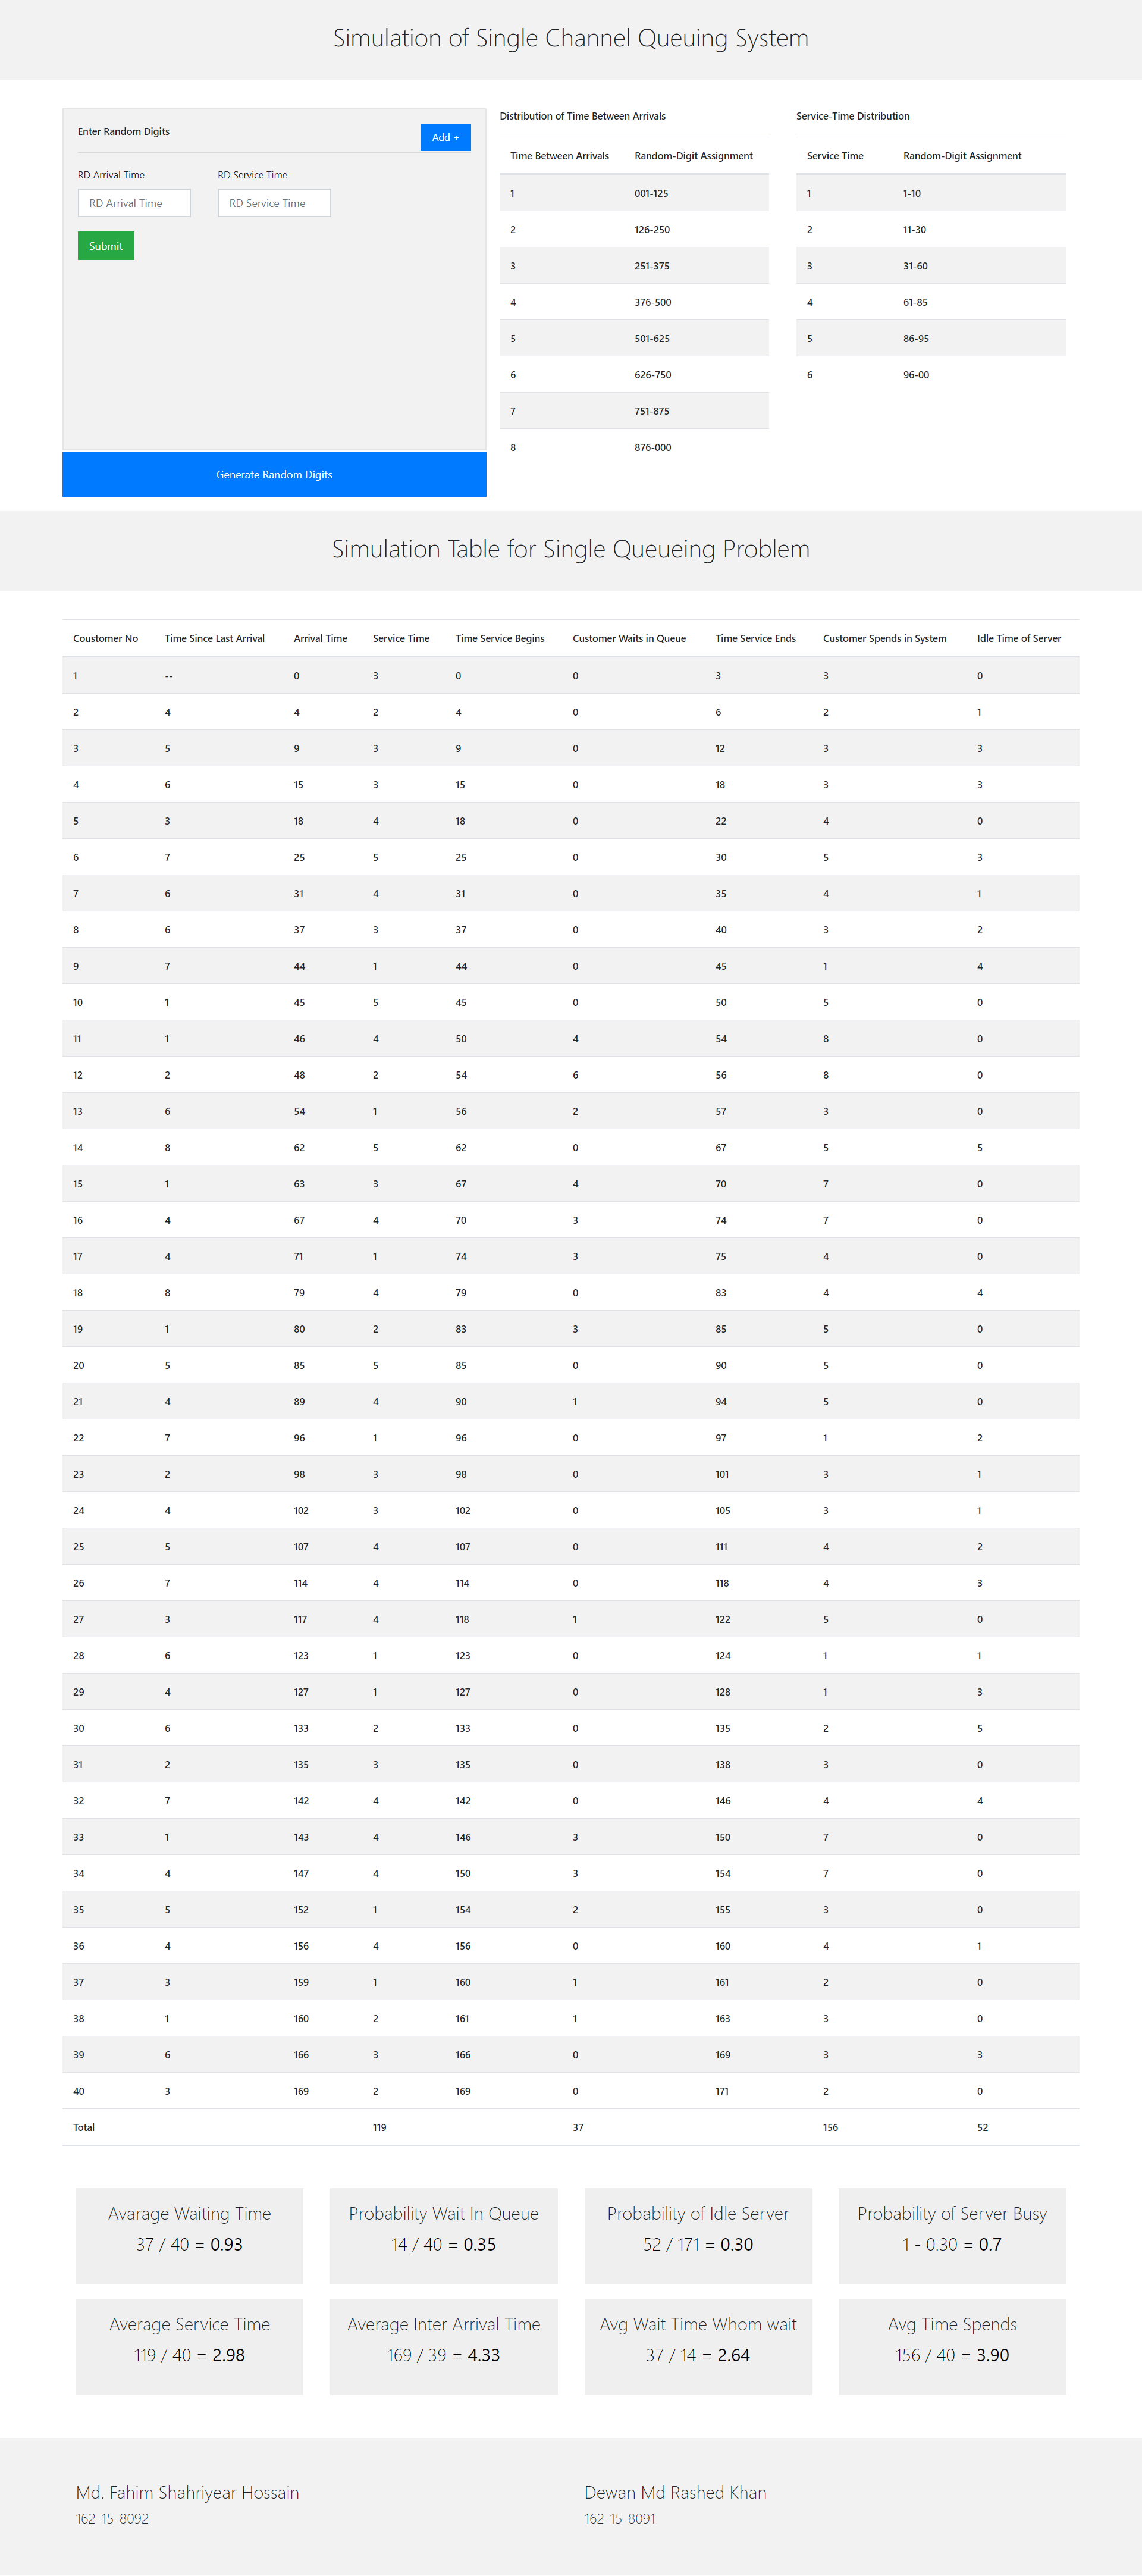 Simulation of Single Channel Queuing System
Enter Random Digits
Add +
RD Arrival Time RD Service Time
RD Arrival Time RD Service Time
Submit
Generate Random Digits
Distribution of Time Between Arrivals
Time Between Arrivals Random-Digit Assignment
1 001-125
2 126-250
3 251-375
4 376-500
5 501-625
6 626-750
7 751-875
8 876-000
Service-Time Distribution
Service Time Random-Digit Assignment
1 1-10
2 11-30
3 31-60
4 61-85
5 86-95
6 96-00
Simulation Table for Single Queueing Problem
Coustomer No Time Since Last Arrival Arrival Time Service Time Time Service Begins Customer Waits in Queue Time Service Ends Customer Spends in System Idle Time of Server
1 -- 0 3 0 0 3 3 0
2 4 4 2 4 0 6 2 1
3 5 9 3 9 0 12 3 3
4 6 15 3 15 0 18 3 3
5 3 18 4 18 0 22 4 0
6 7 25 5 25 0 30 5 3
7 6 31 4 31 0 35 4 1
8 6 37 3 37 0 40 3 2
9 7 44 1 44 0 45 1 4
10 1 45 5 45 0 50 5 0
11 1 46 4 50 4 54 8 0
12 2 48 2 54 6 56 8 0
13 6 54 1 56 2 57 3 0
14 8 62 5 62 0 67 5 5
15 1 63 3 67 4 70 7 0
16 4 67 4 70 3 74 7 0
17 4 71 1 74 3 75 4 0
18 8 79 4 79 0 83 4 4
19 1 80 2 83 3 85 5 0
20 5 85 5 85 0 90 5 0
21 4 89 4 90 1 94 5 0
22 7 96 1 96 0 97 1 2
23 2 98 3 98 0 101 3 1
24 4 102 3 102 0 105 3 1
25 5 107 4 107 0 111 4 2
26 7 114 4 114 0 118 4 3
27 3 117 4 118 1 122 5 0
28 6 123 1 123 0 124 1 1
29 4 127 1 127 0 128 1 3
30 6 133 2 133 0 135 2 5
31 2 135 3 135 0 138 3 0
32 7 142 4 142 0 146 4 4
33 1 143 4 146 3 150 7 0
34 4 147 4 150 3 154 7 0
35 5 152 1 154 2 155 3 0
36 4 156 4 156 0 160 4 1
37 3 159 1 160 1 161 2 0
38 1 160 2 161 1 163 3 0
39 6 166 3 166 0 169 3 3
40 3 169 2 169 0 171 2 0
Total 119 37 156 52
Avarage Waiting Time
37 / 40 = 0.93
Probability Wait In Queue
14 / 40 = 0.35
Probability of Idle Server
52 / 171 = 0.30
Probability of Server Busy
1 - 0.30 = 0.7
Average Service Time
119 / 40 = 2.98
Average Inter Arrival Time
169 / 39 = 4.33
Avg Wait Time Whom wait
37 / 14 = 2.64
Avg Time Spends
156 / 40 = 3.90
Md. Fahim Shahriyear Hossain
162-15-8092
Dewan Md Rashed Khan
162-15-8091